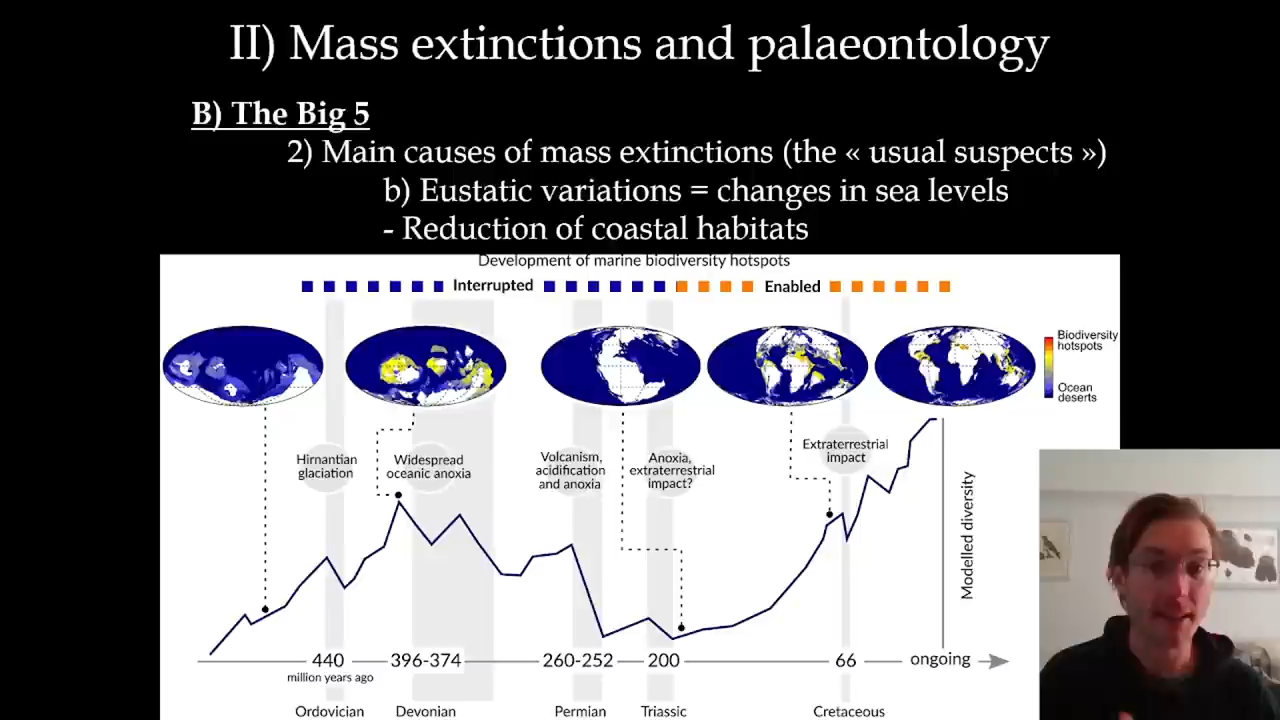 II) Mass extinctions and palaeontology
B) The Big 5
2) Main causes of mass extinctions (the « usual suspects »)
b) Eustatic variations = changes in sea levels
- Reduction of coastal habitats
Development of marine biodiversity hotspots
Interrupted
Enabled
Biodiversity
hotspots
Ocean
deserts
Hirnantian
glaciation
Widespread
oceanic anoxia
Volcanism,
acidification
and anoxia
Anoxia,
extraterrestrial
impact?
Extraterrestrial
impact
Modelled diversity
440
396-374
260-252
200
66
ongoing
million years ago
Ordovician
Devonian
Permian
Triassic
Cretaceous